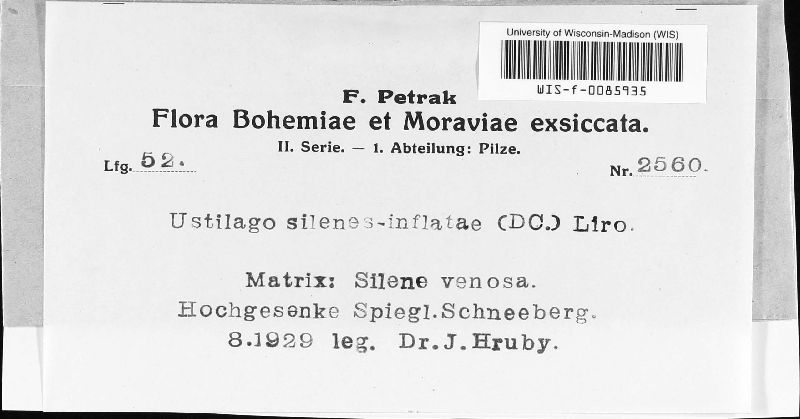 University of Wisconsin-Madison (WIS)
WIS-f-0085935
F. Petrak
Flora Bohemiae et Moraviae exsiccata.
II. Serie. — 1. Abteilung: Pilze.
Lfg. 52.
Nr. 2560.
Ustilago silenes-inflatae (DC.) Liro.
Matrix: Silene venosa.
Hochgesenke Spiegl.Schneeberg.
8.1929 leg. Dr.J.Hruby.